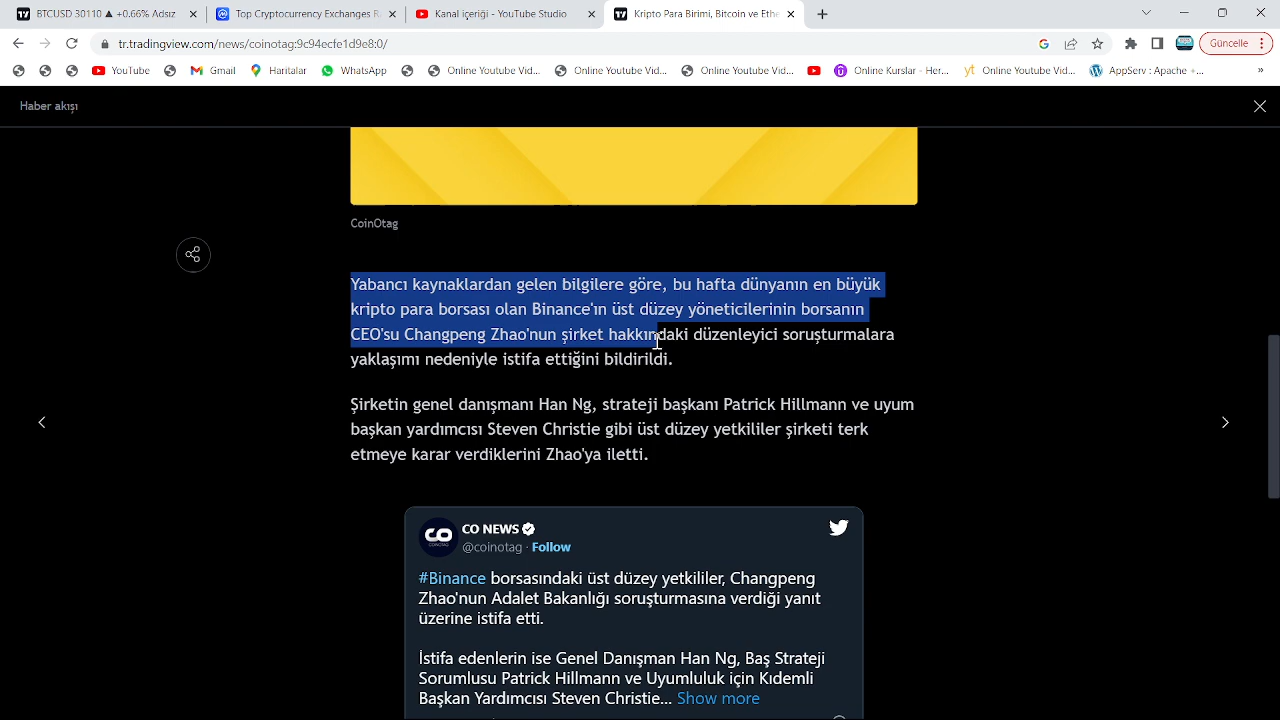 BTCUSD 30110 ▲ +0.66% Adsız
Top Cryptocurrency Exchanges R
Kanal içeriği - YouTube Studio
Kripto Para Birimi, Bitcoin ve Ethe
tr.tradingview.com/news/coinotag:9c94ecfe1d9e8:0/
Güncelle
YouTube
Gmail
Haritalar
WhatsApp
Online Youtube Vid...
Online Youtube Vid...
Online Youtube Vid...
Online Kurslar - Her...
yt Online Youtube Vid...
AppServ : Apache +...
»
Haber akışı
CoinOtag
Yabancı kaynaklardan gelen bilgilere göre, bu hafta dünyanın en büyük
kripto para borsası olan Binance'ın üst düzey yöneticilerinin borsanın
CEO'su Changpeng Zhao'nun şirket hakkındaki düzenleyici soruşturmalara
yaklaşımı nedeniyle istifa ettiğini bildirildi.
Şirketin genel danışmanı Han Ng, strateji başkanı Patrick Hillmann ve uyum
başkan yardımcısı Steven Christie gibi üst düzey yetkililer şirketi terk
etmeye karar verdiklerini Zhao'ya iletti.
CO NEWS
@coinotag · Follow
#Binance borsasındaki üst düzey yetkililer, Changpeng
Zhao'nun Adalet Bakanlığı soruşturmasına verdiği yanıt
üzerine istifa etti.
İstifa edenlerin ise Genel Danışman Han Ng, Baş Strateji
Sorumlusu Patrick Hillmann ve Uyumluluk için Kıdemli
Başkan Yardımcısı Steven Christie... Show more